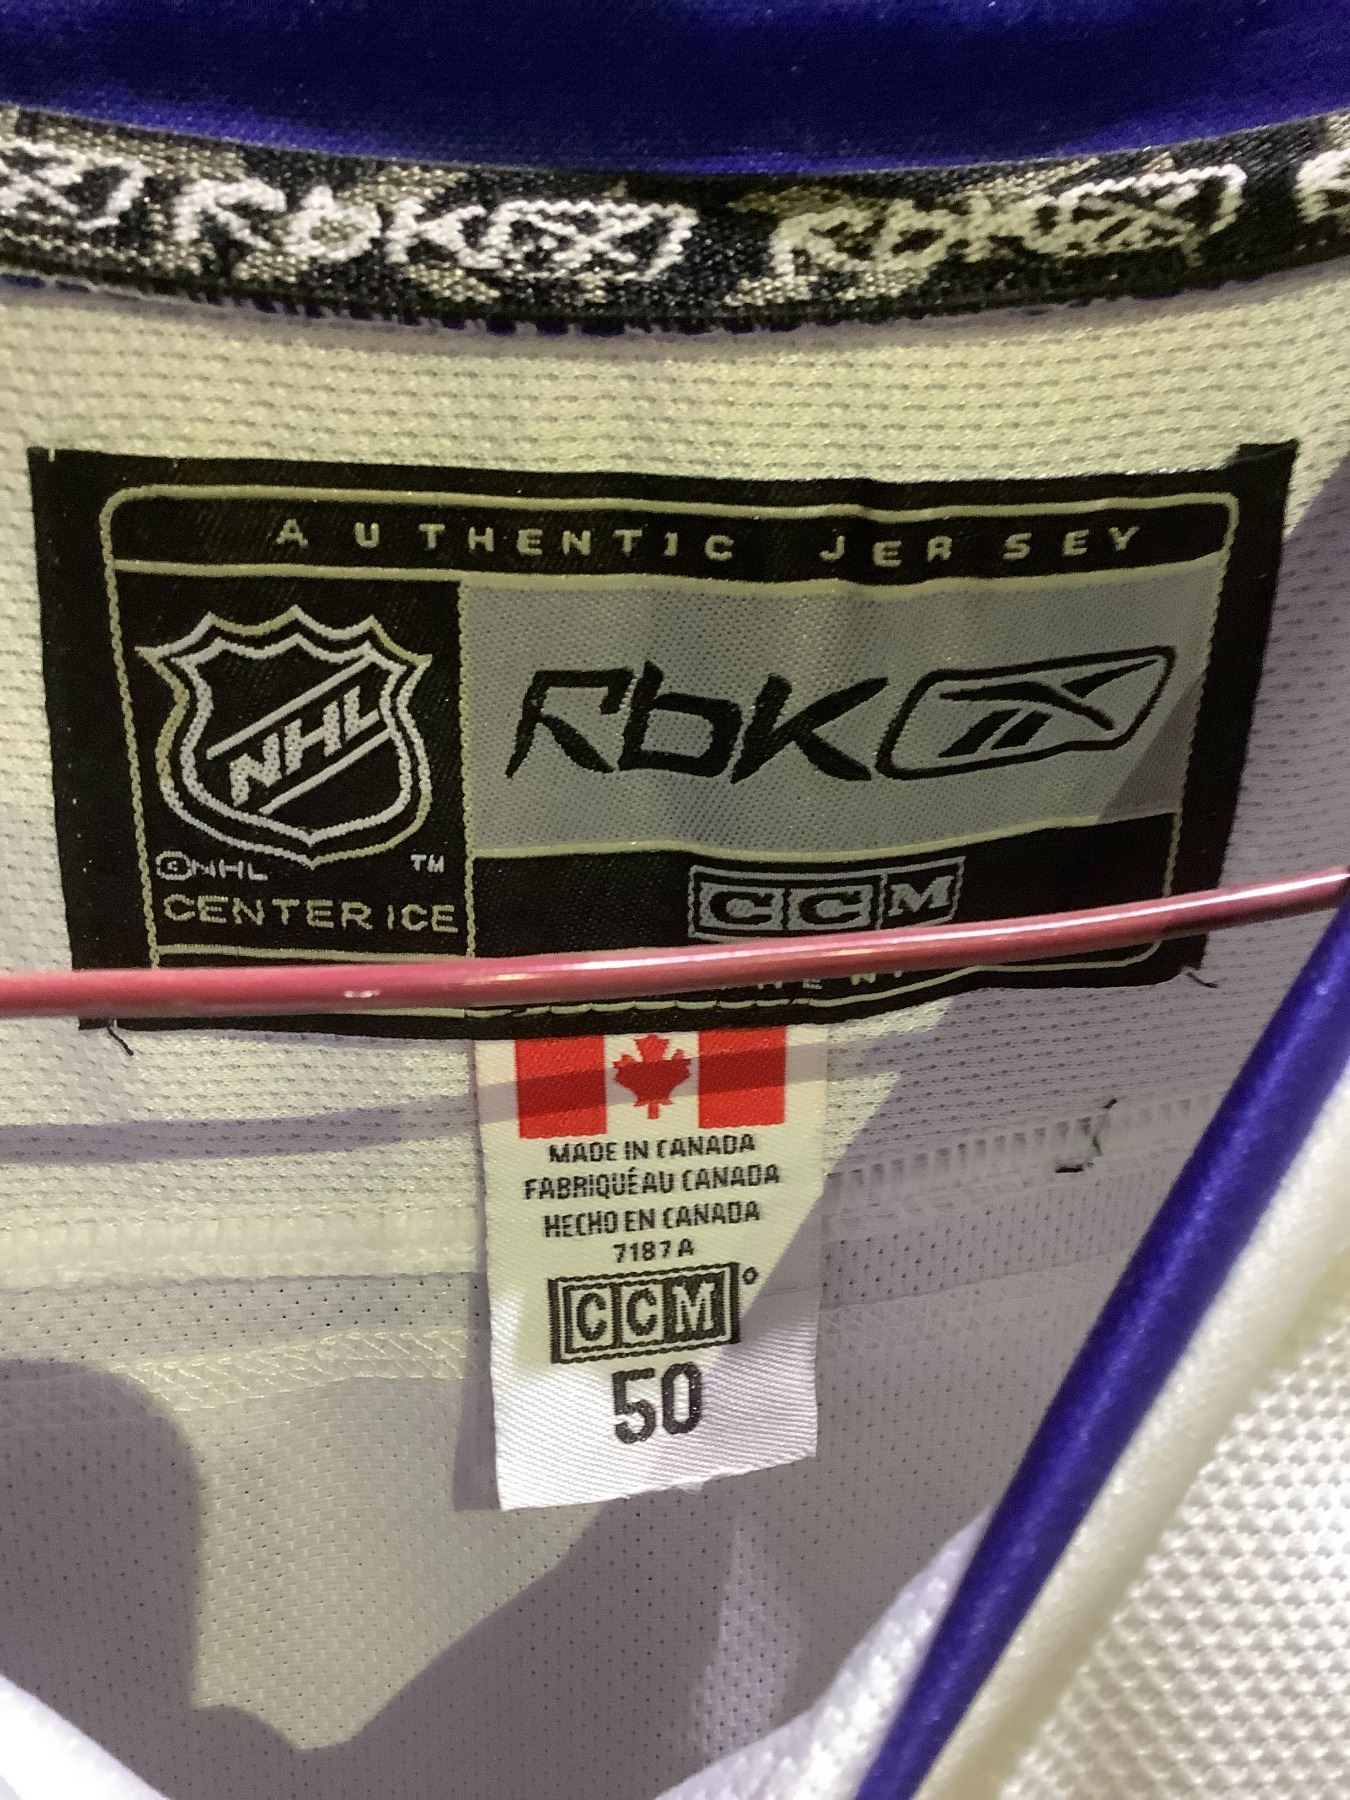 Rbk Rbk
AUTHENTIC JERSEY
NHL
Rbk
©NHL TM
CENTER ICE
CCM
MADE IN CANADA
FABRIQUÉ AU CANADA
HECHO EN CANADA
7187A
CCM
50